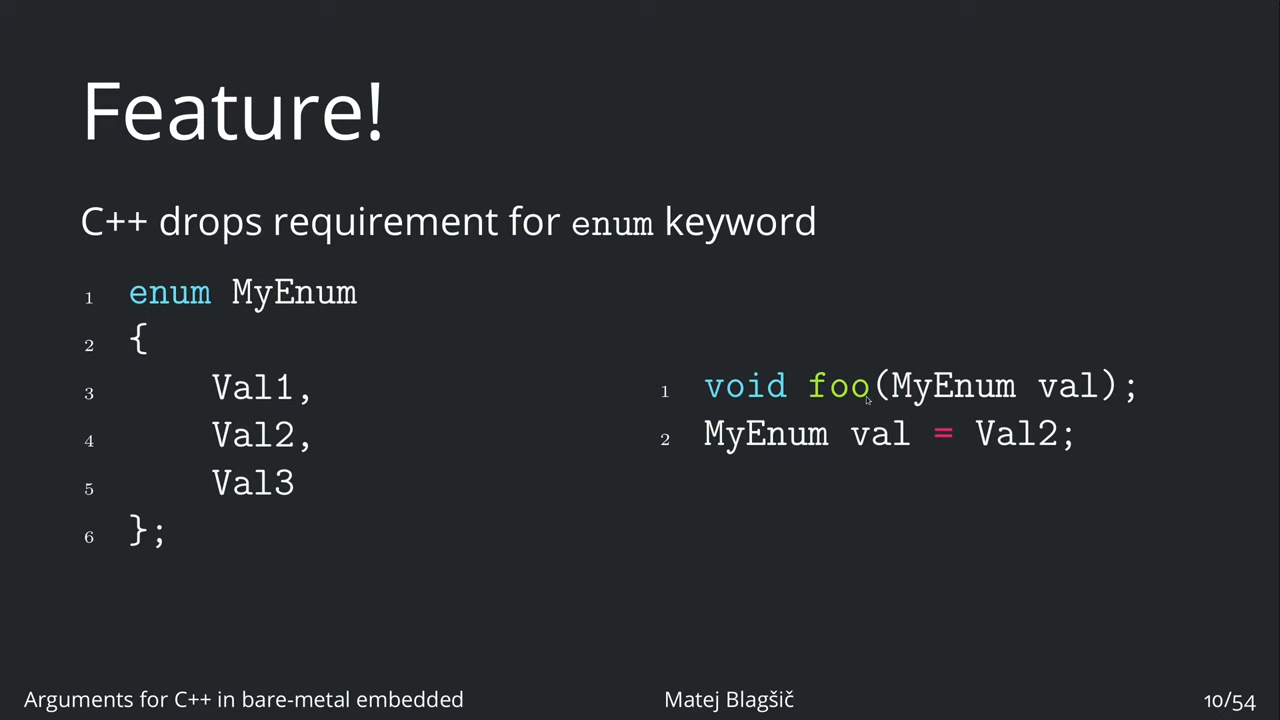 Feature!
C++ drops requirement for enum keyword
1 enum MyEnum
2 {
3 Val1,
4 Val2,
5 Val3
6 };
1 void foo(MyEnum val);
2 MyEnum val = Val2;
Arguments for C++ in bare-metal embedded
Matej Blagšič
10/54